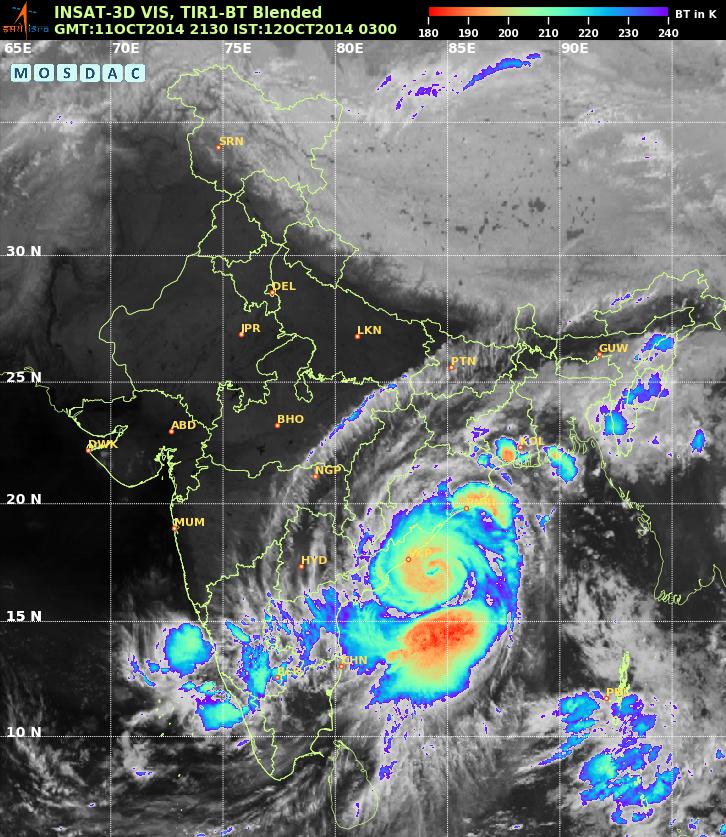 INSAT-3D VIS, TIR1-BT Blended
GMT:11OCT2014 2130 IST:12OCT2014 0300
BT in K
180 190 200 210 220 230 240
65E 70E 75E 80E 85E 90E
M O S D A C
SRN
30 N
DEL
JPR
LKN
GUW
PTN
25 N
ABD
BHO
DWK
KOL
NGP
20 N
MUM
HYD
15 N
CHN
10 N